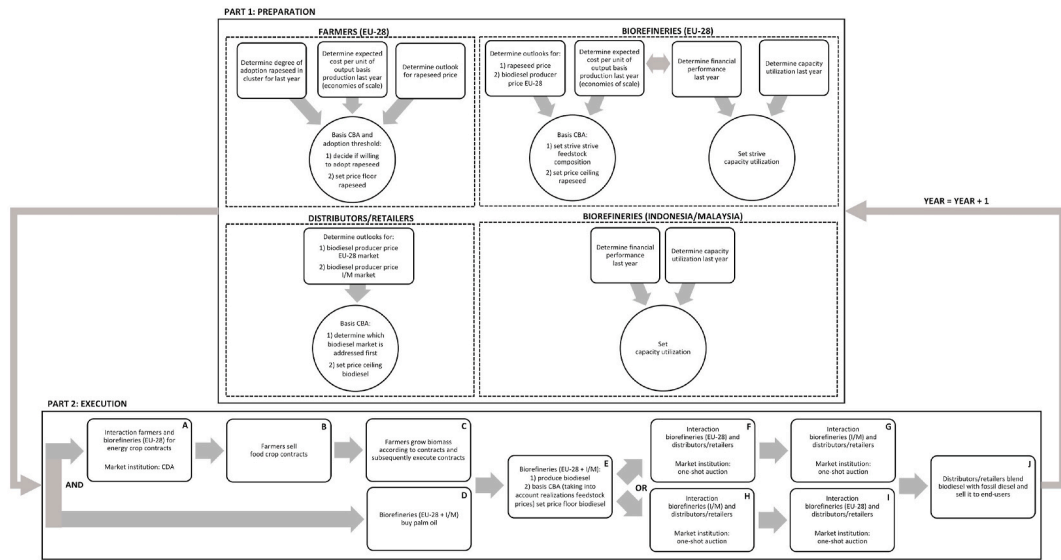 PART 1: PREPARATION
FARMERS (EU-28)
Determine degree of
adoption rapeseed in
cluster for last year
Determine expected
cost per unit of
output basis
production last year
(economies of scale)
Determine outlook
for rapeseed price
Basis CBA and
adoption threshold:
1) decide if willing
to adopt rapeseed
2) set price floor
rapeseed
BIOREFINERIES (EU-28)
Determine outlooks for:
1) rapeseed price
2) biodiesel producer
price EU-28
Determine expected
cost per unit of
output basis
production last year
(economies of scale)
Determine financial
performance
last year
Determine capacity
utilization last year
Basis CBA:
1) set strive strive
feedstock
composition
2) set price ceiling
rapeseed
Set strive
capacity utilization
DISTRIBUTORS/RETAILERS
Determine outlooks for:
1) biodiesel producer price
EU-28 market
2) biodiesel producer price
I/M market
Basis CBA:
1) determine which
biodiesel market is
addressed first
2) set price ceiling
biodiesel
BIOREFINERIES (INDONESIA/MALAYSIA)
Determine financial
performance
last year
Determine capacity
utilization last year
Set
capacity utilization
YEAR = YEAR + 1
PART 2: EXECUTION
AND
A
Interaction farmers and
biorefineries (EU-28) for
energy crop contracts
Market institution: CDA
B
Farmers sell
food crop contracts
C
Farmers grow biomass
according to contracts and
subsequently execute contracts
D
Biorefineries (EU-28 + I/M)
buy palm oil
E
Biorefineries (EU-28 + I/M):
1) produce biodiesel
2) basis CBA (taking into
account realizations feedstock
prices) set price floor biodiesel
OR
F
Interaction
biorefineries (EU-28) and
distributors/retailers
Market institution:
one-shot auction
G
Interaction
biorefineries (I/M) and
distributors/retailers
Market institution:
one-shot auction
H
Interaction
biorefineries (I/M) and
distributors/retailers
Market institution:
one-shot auction
I
Interaction
biorefineries (EU-28) and
distributors/retailers
Market institution:
one-shot auction
J
Distributors/retailers blend
biodiesel with fossil diesel and
sell it to end-users